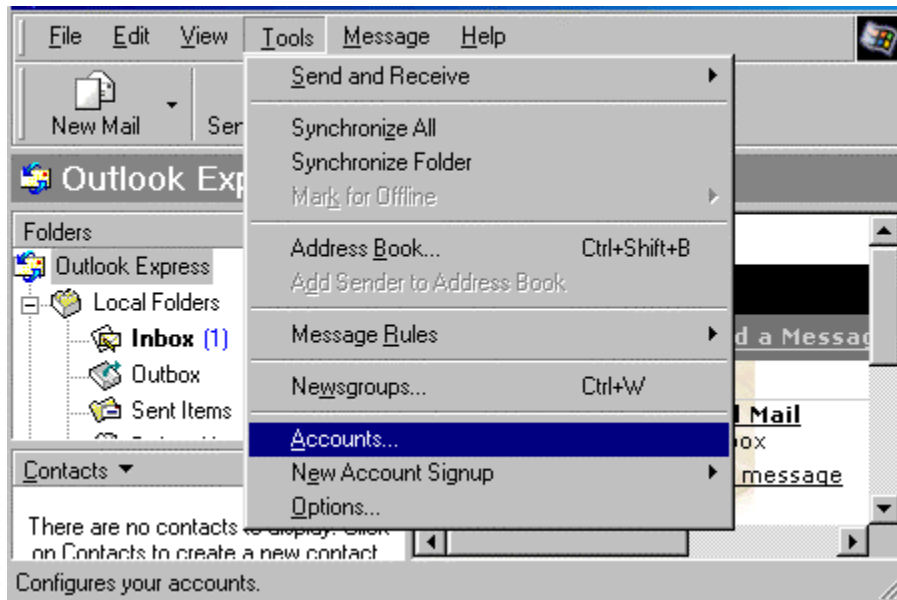 File Edit View Tools Message Help
New Mail Ser
Outlook Exp
Send and Receive
Synchronize All
Synchronize Folder
Mark for Offline
Address Book... Ctrl+Shift+B
Add Sender to Address Book
Message Rules
Newsgroups... Ctrl+W
Accounts...
New Account Signup
Options...
Folders
Outlook Express
Local Folders
Inbox (1)
Outbox
Sent Items
d a Messag
Mail
box
message
Contacts
There are no contacts to display. Click
on Contacts to create a new contact
Configures your accounts.